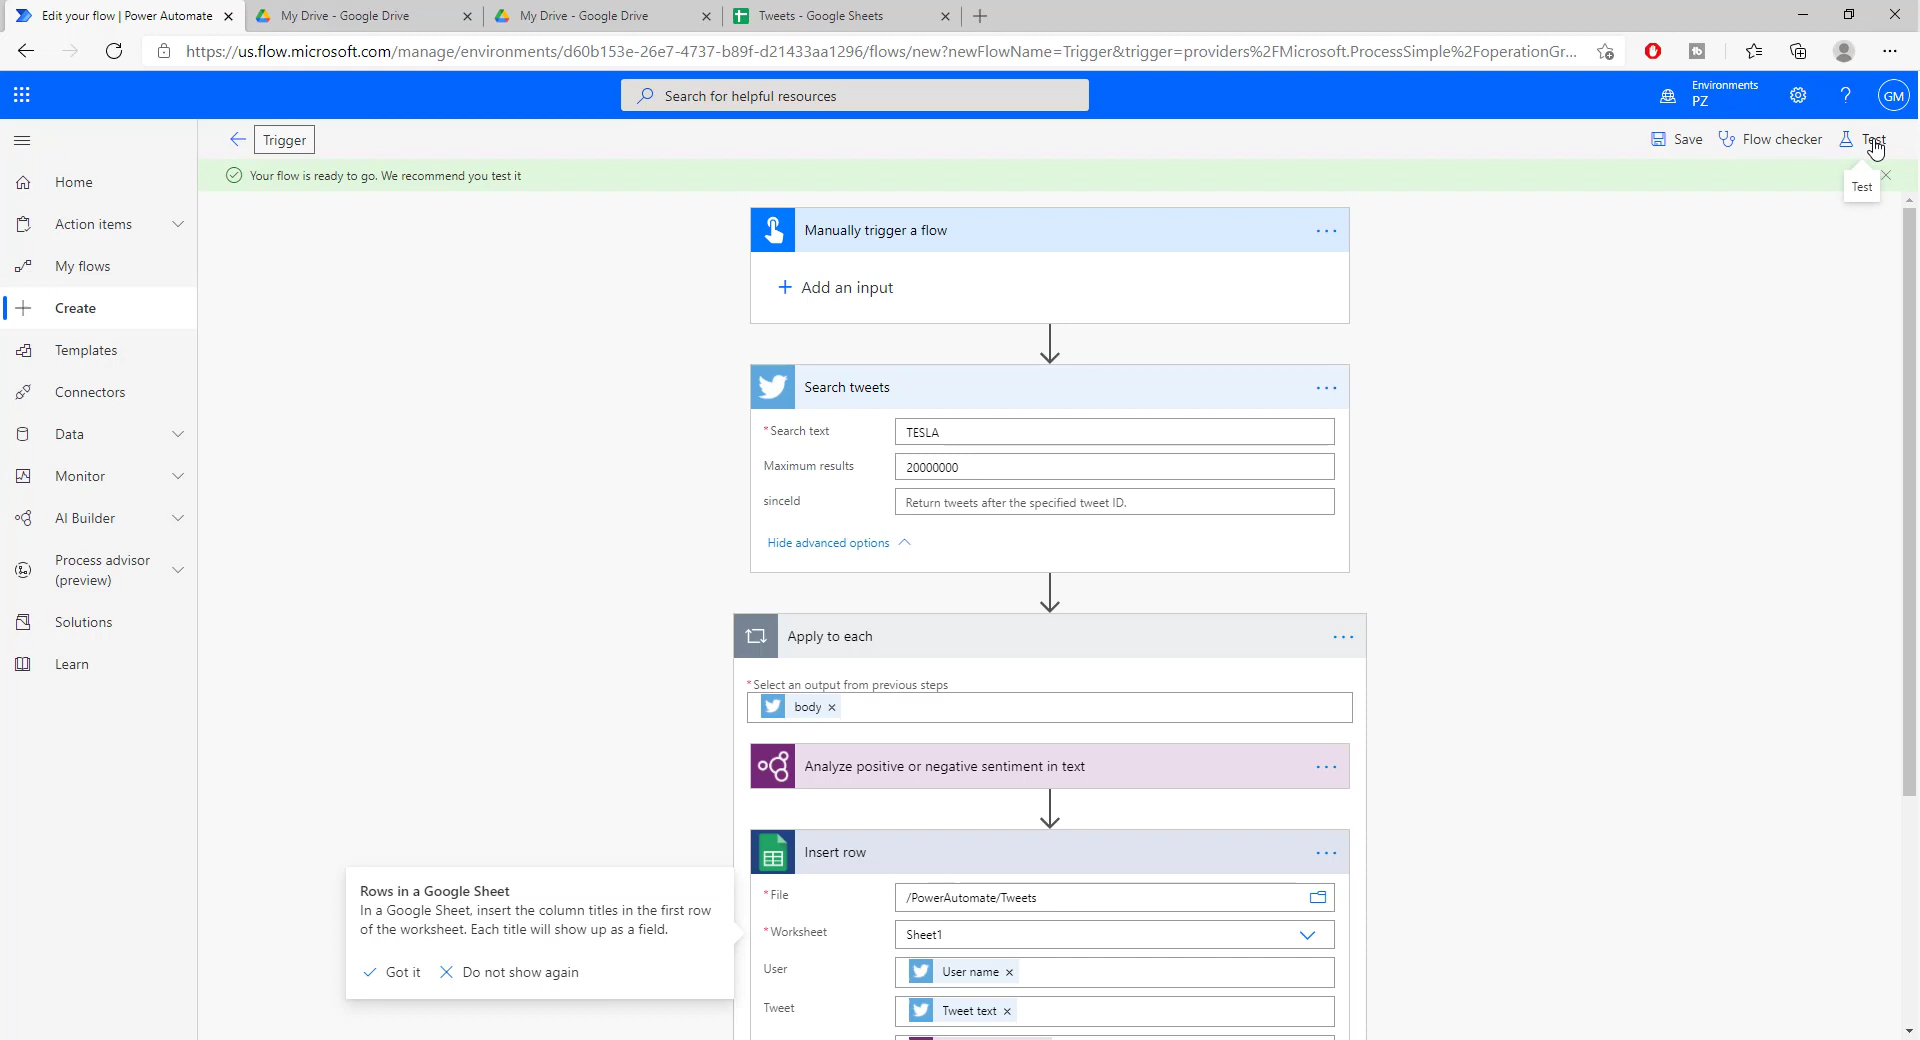 Edit your flow | Power Automate
My Drive - Google Drive
My Drive - Google Drive
Tweets - Google Sheets
https://us.flow.microsoft.com/manage/environments/d60b153e-26e7-4737-b89f-d21433aa1296/flows/new?newFlowName=Trigger&trigger=providers%2FMicrosoft.ProcessSimple%2FoperationGr...
Search for helpful resources
Environments
PZ
GM
Trigger
Save
Flow checker
Test
Your flow is ready to go. We recommend you test it
Test
Home
Action items
My flows
Create
Templates
Connectors
Data
Monitor
AI Builder
Process advisor
(preview)
Solutions
Learn
Manually trigger a flow
+ Add an input
Search tweets
* Search text
TESLA
Maximum results
20000000
sinceId
Return tweets after the specified tweet ID.
Hide advanced options
Apply to each
* Select an output from previous steps
body
Analyze positive or negative sentiment in text
Insert row
* File
/PowerAutomate/Tweets
* Worksheet
Sheet1
User
User name
Tweet
Tweet text
Rows in a Google Sheet
In a Google Sheet, insert the column titles in the first row
of the worksheet. Each title will show up as a field.
Got it
Do not show again